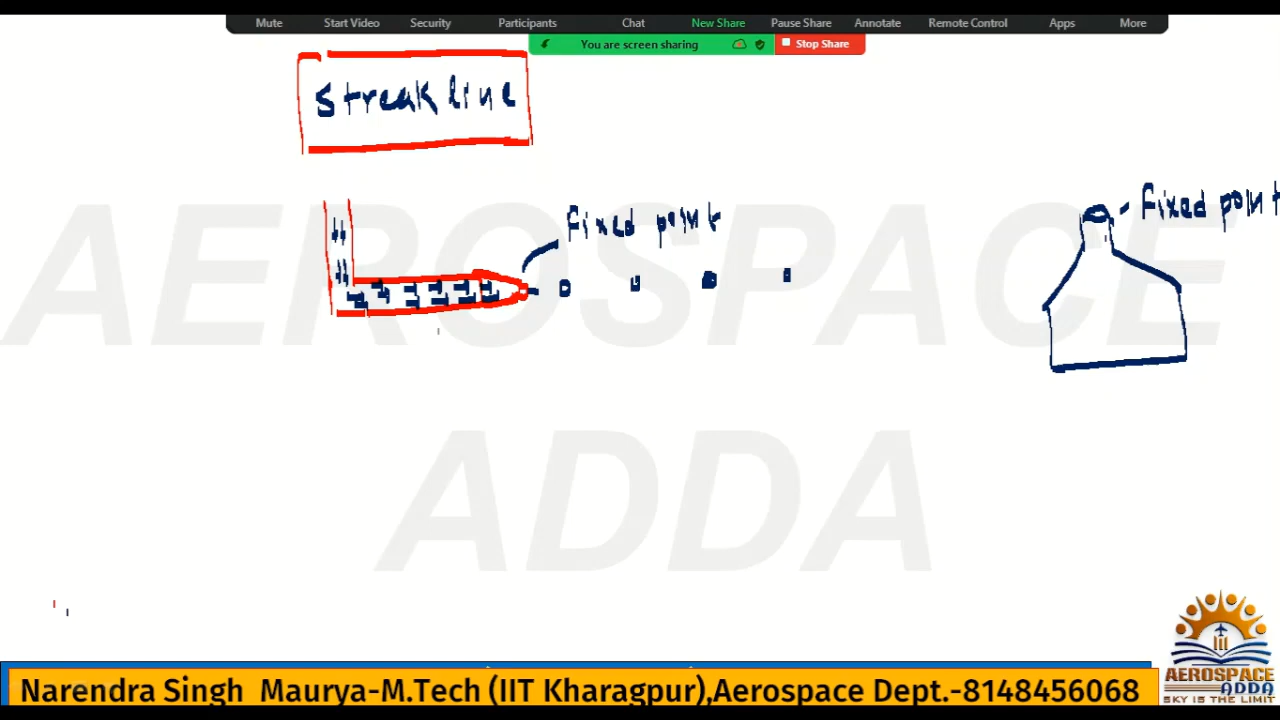 Mute Start Video Security Participants Chat New Share Pause Share Annotate Remote Control Apps More
You are screen sharing Stop Share
streakline
Fixed point
Fixed point
AEROSPACE
ADDA
AEROSPACE
ADDA
SKY IS THE LIMIT
Narendra Singh Maurya-M.Tech (IIT Kharagpur),Aerospace Dept.-8148456068